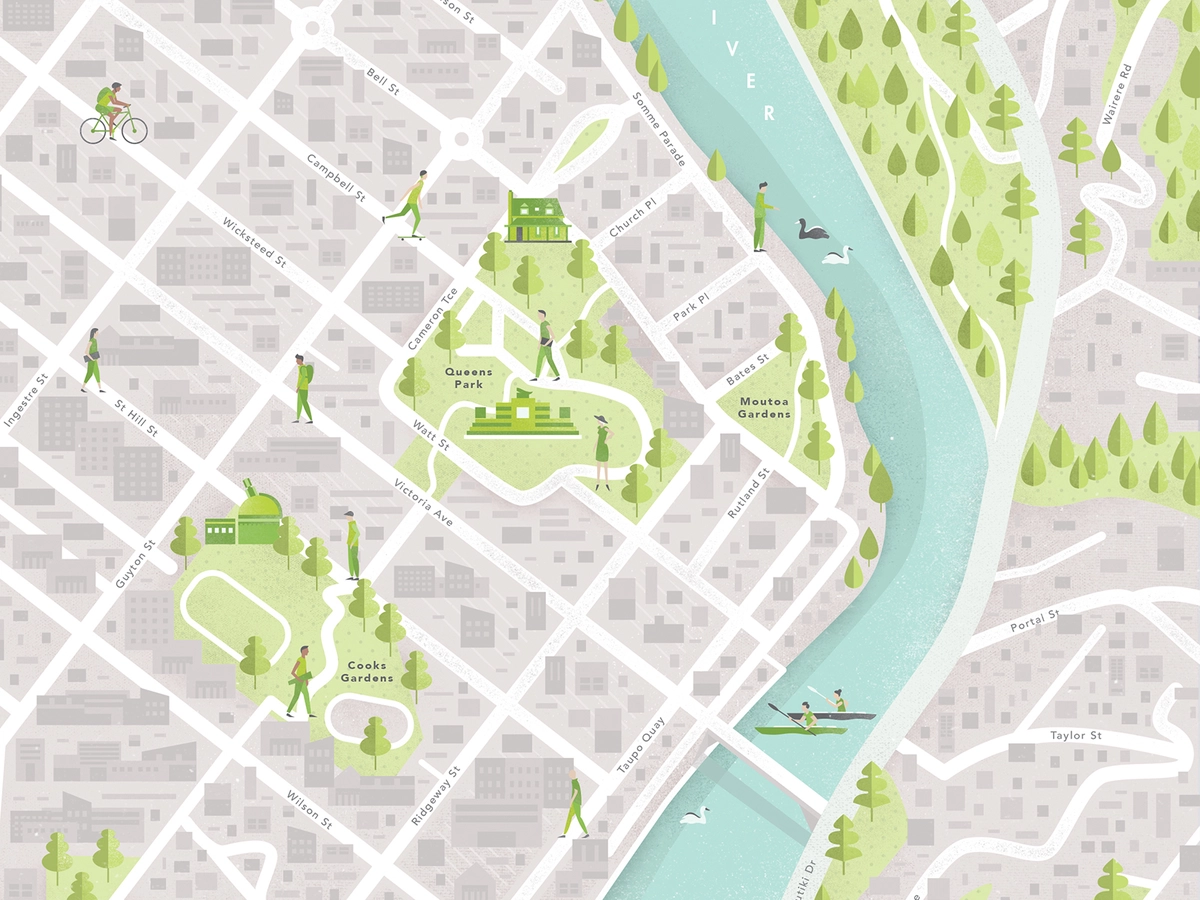 I
V
E
R
Bell St
Wairere Rd
Somme Parade
Campbell St
Church Pl
Wicksteed St
Park Pl
Cameron Tce
Bates St
Queens
Park
Moutoa
Gardens
Ingestre St
St Hill St
Watt St
Victoria Ave
Rutland St
Guyton St
Portal St
Cooks
Gardens
Taupo Quay
Taylor St
Ridgeway St
Wilson St